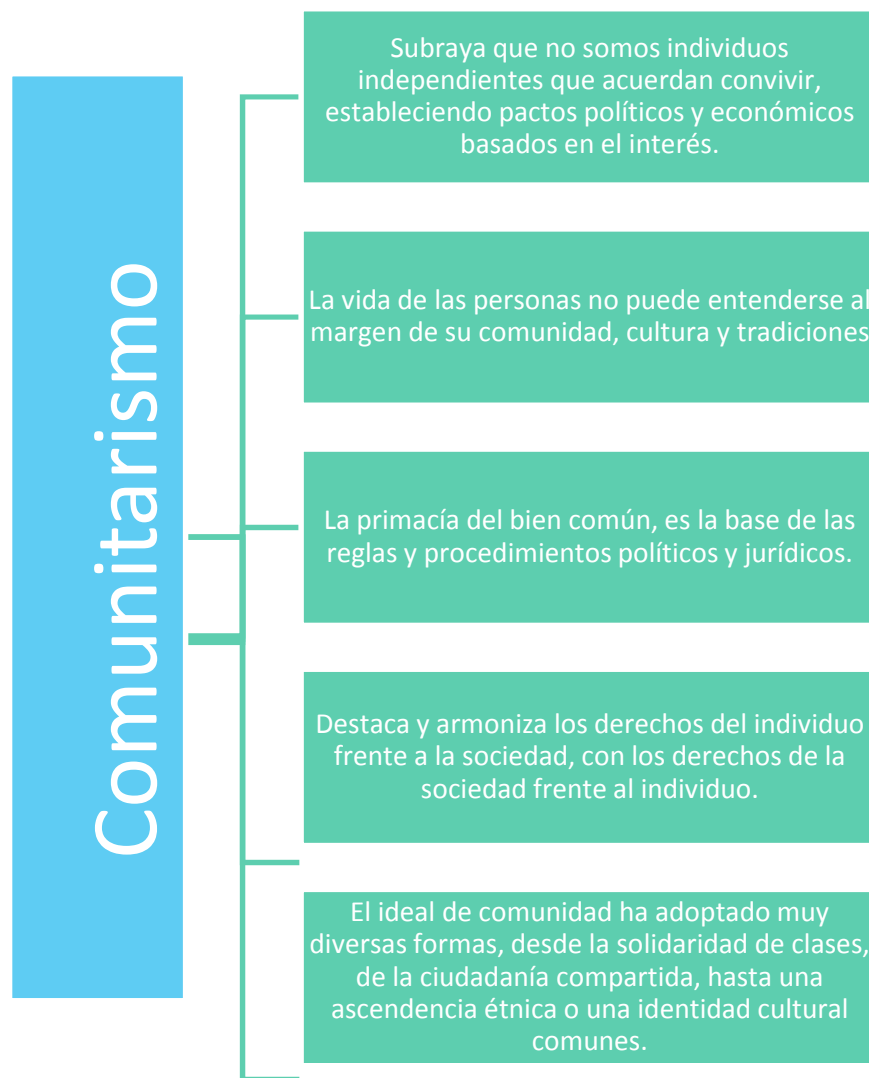 Comunitarismo
Subraya que no somos individuos
independientes que acuerdan convivir,
estableciendo pactos políticos y económicos
basados en el interés.
La vida de las personas no puede entenderse al
margen de su comunidad, cultura y tradiciones
La primacía del bien común, es la base de las
reglas y procedimientos políticos y jurídicos.
Destaca y armoniza los derechos del individuo
frente a la sociedad, con los derechos de la
sociedad frente al individuo.
El ideal de comunidad ha adoptado muy
diversas formas, desde la solidaridad de clases,
de la ciudadanía compartida, hasta una
ascendencia étnica o una identidad cultural
comunes.